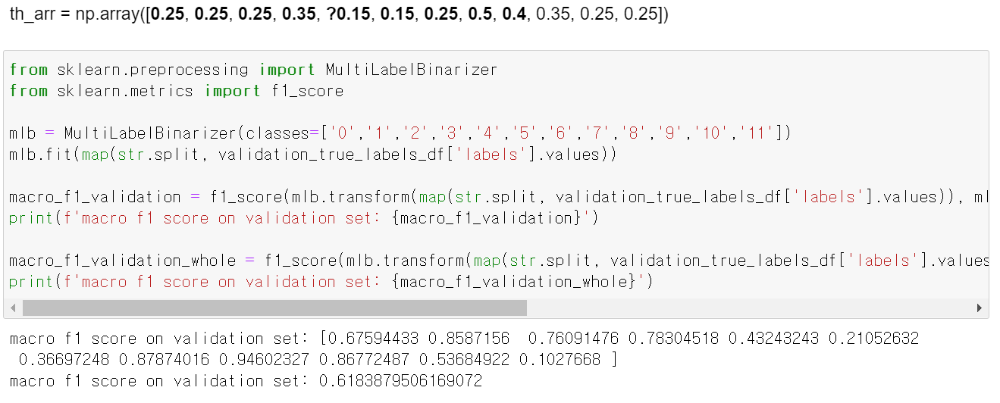 th_arr = np.array([0.25, 0.25, 0.25, 0.35, ?0.15, 0.15, 0.25, 0.5, 0.4, 0.35, 0.25, 0.25])
from sklearn.preprocessing import MultiLabelBinarizer
from sklearn.metrics import f1_score
mlb = MultiLabelBinarizer(classes=['0','1','2','3','4','5','6','7','8','9','10','11'])
mlb.fit(map(str.split, validation_true_labels_df['labels'].values))
macro_f1_validation = f1_score(mlb.transform(map(str.split, validation_true_labels_df['labels'].values)), ml
print(f'macro f1 score on validation set: {macro_f1_validation}')
macro_f1_validation_whole = f1_score(mlb.transform(map(str.split, validation_true_labels_df['labels'].values
print(f'macro f1 score on validation set: {macro_f1_validation_whole}')
macro f1 score on validation set: [0.67594433 0.8587156  0.76091476 0.78304518 0.43243243 0.21052632
0.36697248 0.87874016 0.94602327 0.86772487 0.53684922 0.1027668 ]
macro f1 score on validation set: 0.6183879506169072